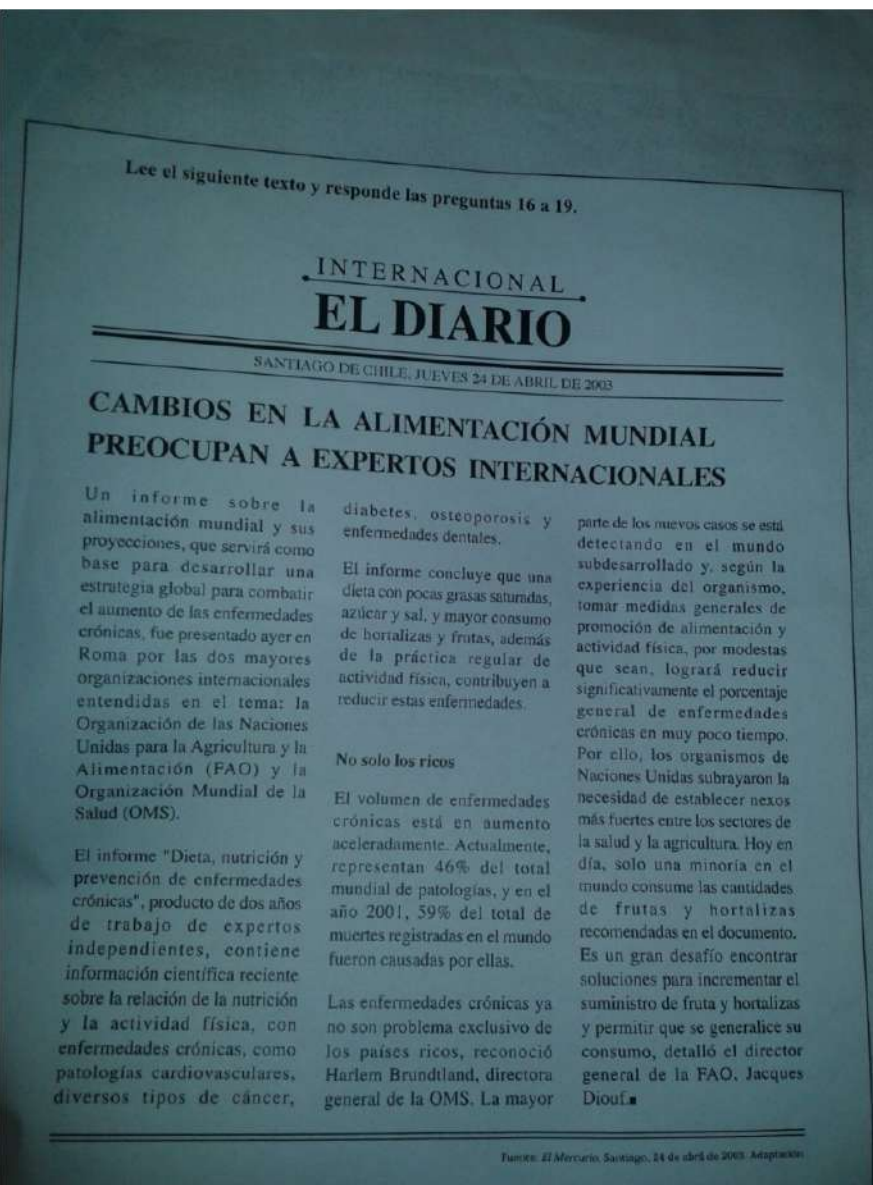 Lee el siguiente texto y responde las preguntas 16 a 19.
INTERNACIONAL
EL DIARIO
SANTIAGO DE CHILE, JUEVES 24 DE ABRIL DE 2003
CAMBIOS EN LA ALIMENTACIÓN MUNDIAL
PREOCUPAN A EXPERTOS INTERNACIONALES
Un informe sobre la
alimentación mundial y sus
proyecciones, que servirá como
base para desarrollar una
estrategia global para combatir
el aumento de las enfermedades
crónicas, fue presentado ayer en
Roma por las dos mayores
organizaciones internacionales
entendidas en el tema: la
Organización de las Naciones
Unidas para la Agricultura y la
Alimentación (FAO) y la
Organización Mundial de la
Salud (OMS).
El informe "Dieta, nutrición y
prevención de enfermedades
crónicas", producto de dos años
de trabajo de expertos
independientes, contiene
información científica reciente
sobre la relación de la nutrición
y la actividad física, con
enfermedades crónicas, como
patologías cardiovasculares,
diversos tipos de cáncer,
diabetes, osteoporosis y
enfermedades dentales.
El informe concluye que una
dieta con pocas grasas saturadas,
azúcar y sal, y mayor consumo
de hortalizas y frutas, además
de la práctica regular de
actividad física, contribuyen a
reducir estas enfermedades.
No solo los ricos
El volumen de enfermedades
crónicas está en aumento
aceleradamente. Actualmente,
representan 46% del total
mundial de patologías, y en el
año 2001, 59% del total de
muertes registradas en el mundo
fueron causadas por ellas.
Las enfermedades crónicas ya
no son problema exclusivo de
los países ricos, reconoció
Harlem Brundtland, directora
general de la OMS. La mayor
parte de los nuevos casos se está
detectando en el mundo
subdesarrollado y, según la
experiencia del organismo,
tomar medidas generales de
promoción de alimentación y
actividad física, por modestas
que sean, logrará reducir
significativamente el porcentaje
general de enfermedades
crónicas en muy poco tiempo.
Por ello, los organismos de
Naciones Unidas subrayaron la
necesidad de establecer nexos
más fuertes entre los sectores de
la salud y la agricultura. Hoy en
día, solo una minoría en el
mundo consume las cantidades
de frutas y hortalizas
recomendadas en el documento.
Es un gran desafío encontrar
soluciones para incrementar el
suministro de fruta y hortalizas
y permitir que se generalice su
consumo, detalló el director
general de la FAO, Jacques
Diouf.
Fuente: El Mercurio, Santiago, 24 de abril de 2003. Adaptación